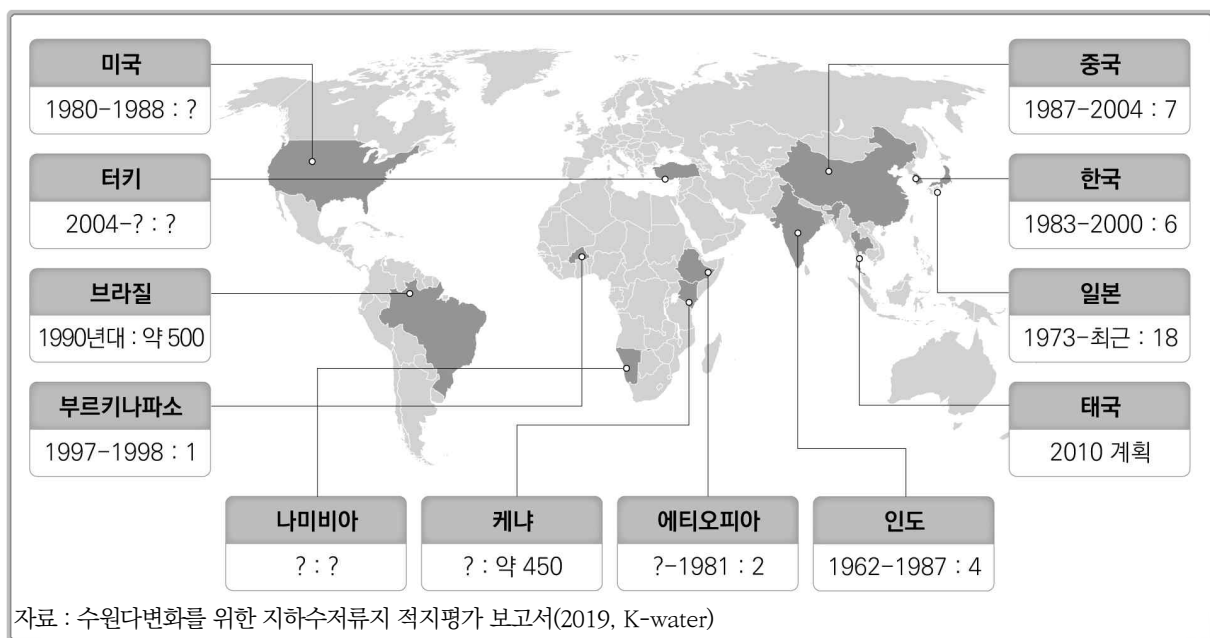 미국
1980-1988 : ?
터키
2004-? : ?
브라질
1990년대 : 약 500
부르키나파소
1997-1998 : 1
중국
1987-2004 : 7
한국
1983-2000 : 6
일본
1973-최근 : 18
태국
2010 계획
나미비아
? : ?
케냐
? : 약 450
에티오피아
?-1981 : 2
인도
1962-1987 : 4
자료 : 수원다변화를 위한 지하수저류지 적지평가 보고서(2019, K-water)